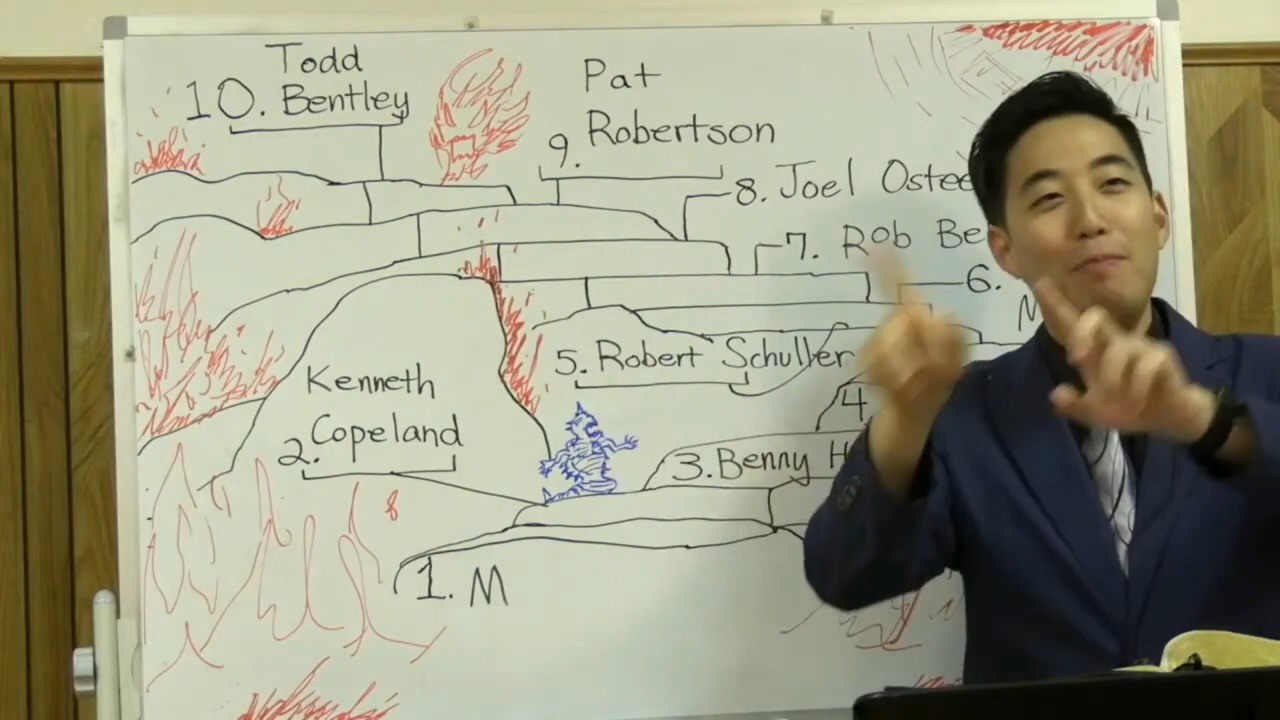 10. Todd
Bentley
Pat
9. Robertson
8. Joel Ostee
7. Rob Be
6.
M
5. Robert Schuller
4
Kenneth
2. Copeland
3. Benny H
8
1. M